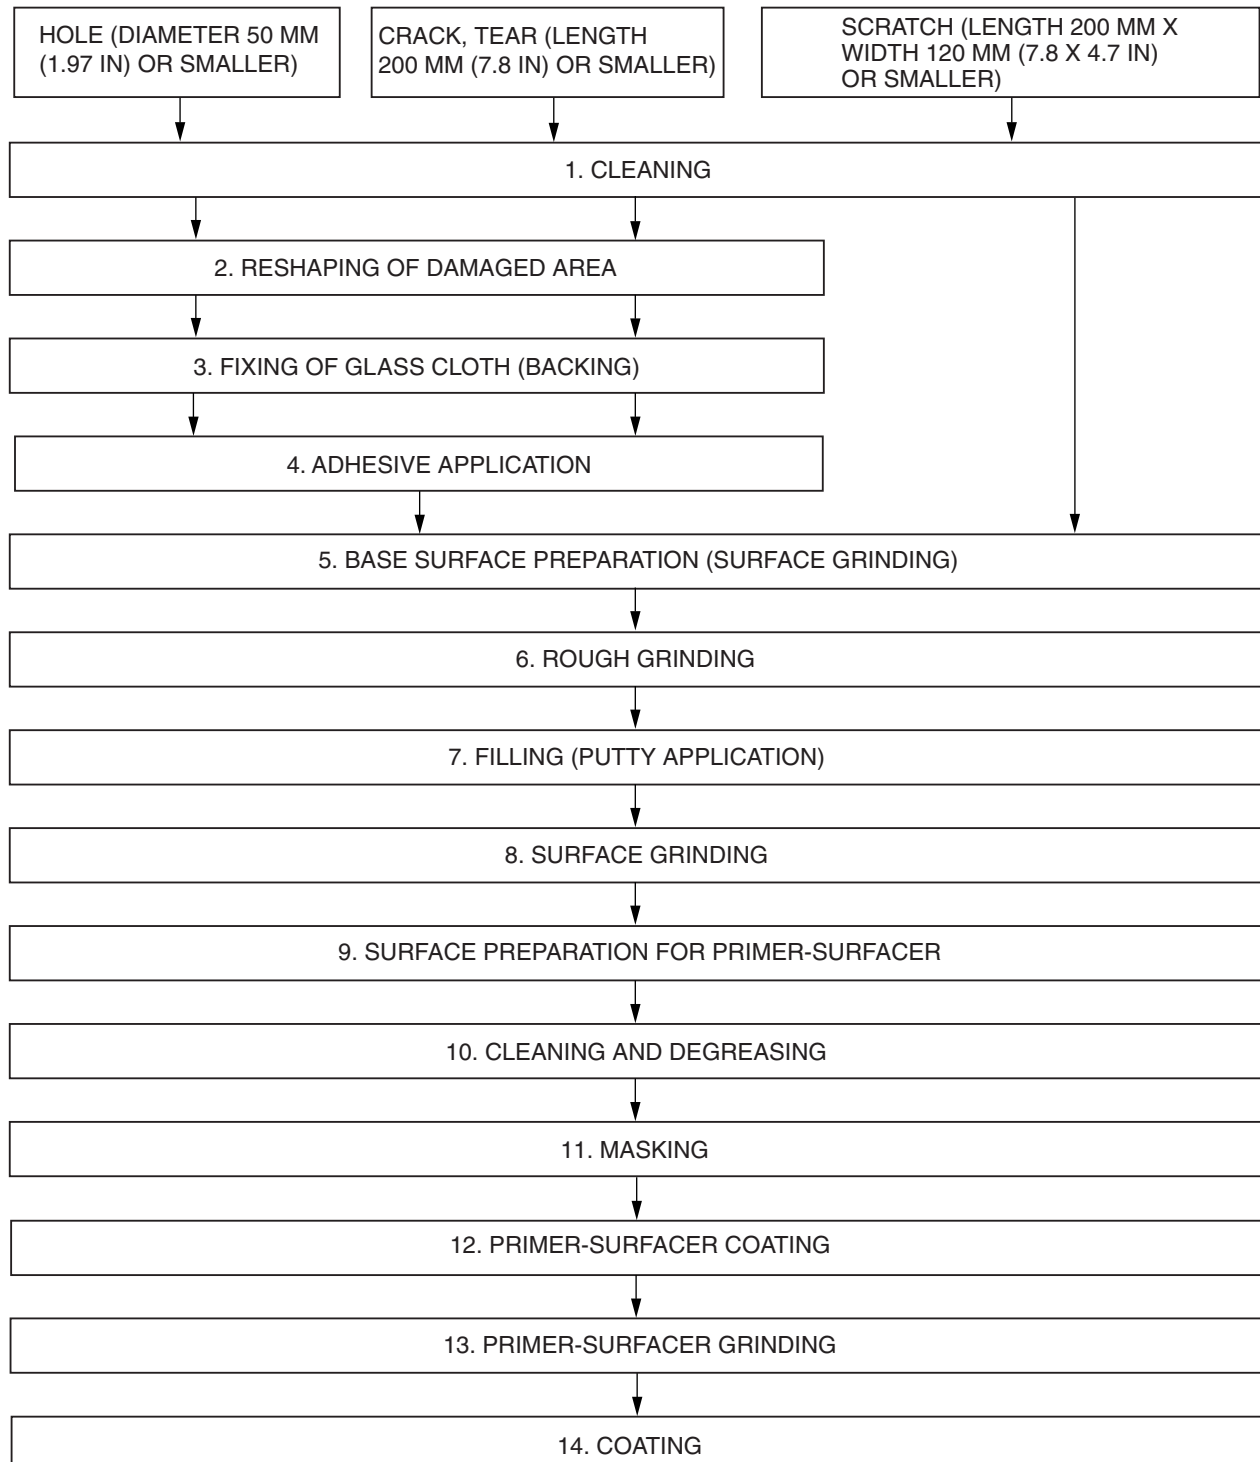 HOLE (DIAMETER 50 MM
(1.97 IN) OR SMALLER)
CRACK, TEAR (LENGTH
200 MM (7.8 IN) OR SMALLER)
SCRATCH (LENGTH 200 MM X
WIDTH 120 MM (7.8 X 4.7 IN)
OR SMALLER)
1. CLEANING
2. RESHAPING OF DAMAGED AREA
3. FIXING OF GLASS CLOTH (BACKING)
4. ADHESIVE APPLICATION
5. BASE SURFACE PREPARATION (SURFACE GRINDING)
6. ROUGH GRINDING
7. FILLING (PUTTY APPLICATION)
8. SURFACE GRINDING
9. SURFACE PREPARATION FOR PRIMER-SURFACER
10. CLEANING AND DEGREASING
11. MASKING
12. PRIMER-SURFACER COATING
13. PRIMER-SURFACER GRINDING
14. COATING